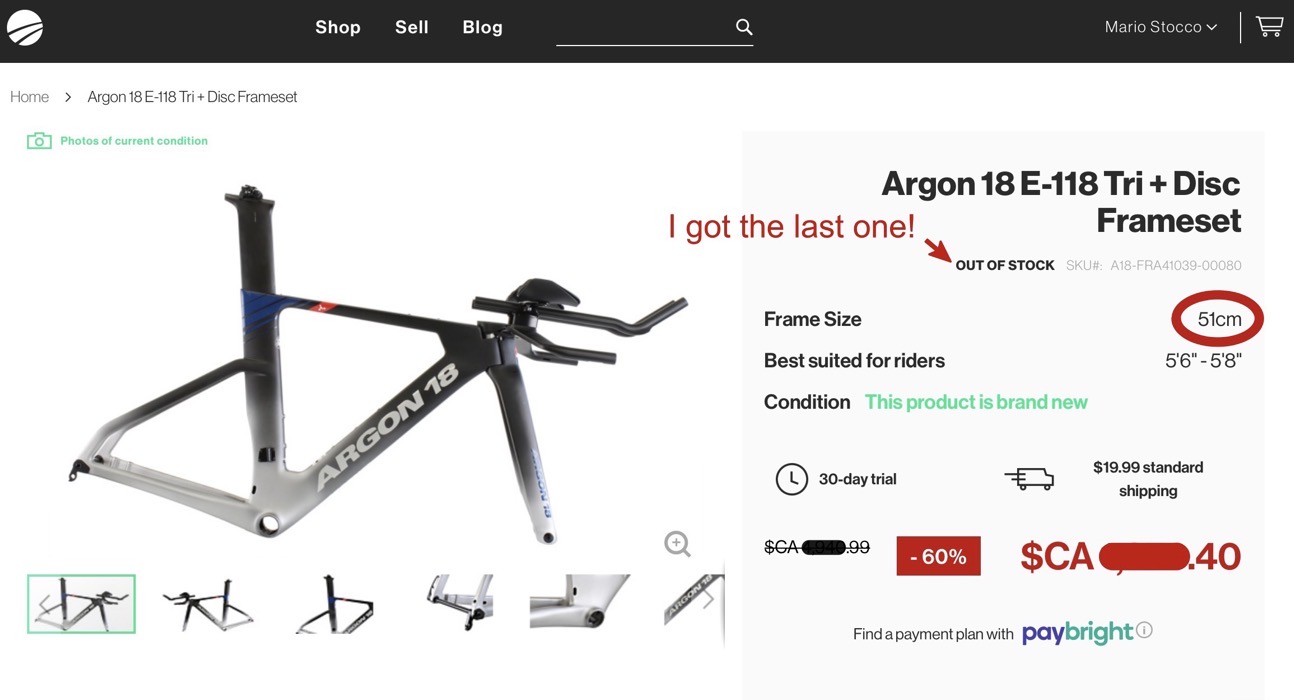 Shop Sell Blog
Mario Stocco
Home > Argon 18 E-118 Tri + Disc Frameset
Photos of current condition
Argon 18 E-118 Tri + Disc
Frameset
I got the last one!
OUT OF STOCK SKU#: A18-FRA41039-00080
ARGON 18
Frame Size 51cm
Best suited for riders 5'6" - 5'8"
Condition This product is brand new
30-day trial
$19.99 standard
shipping
$CA .99
- 60%
$CA .40
Find a payment plan with paybright